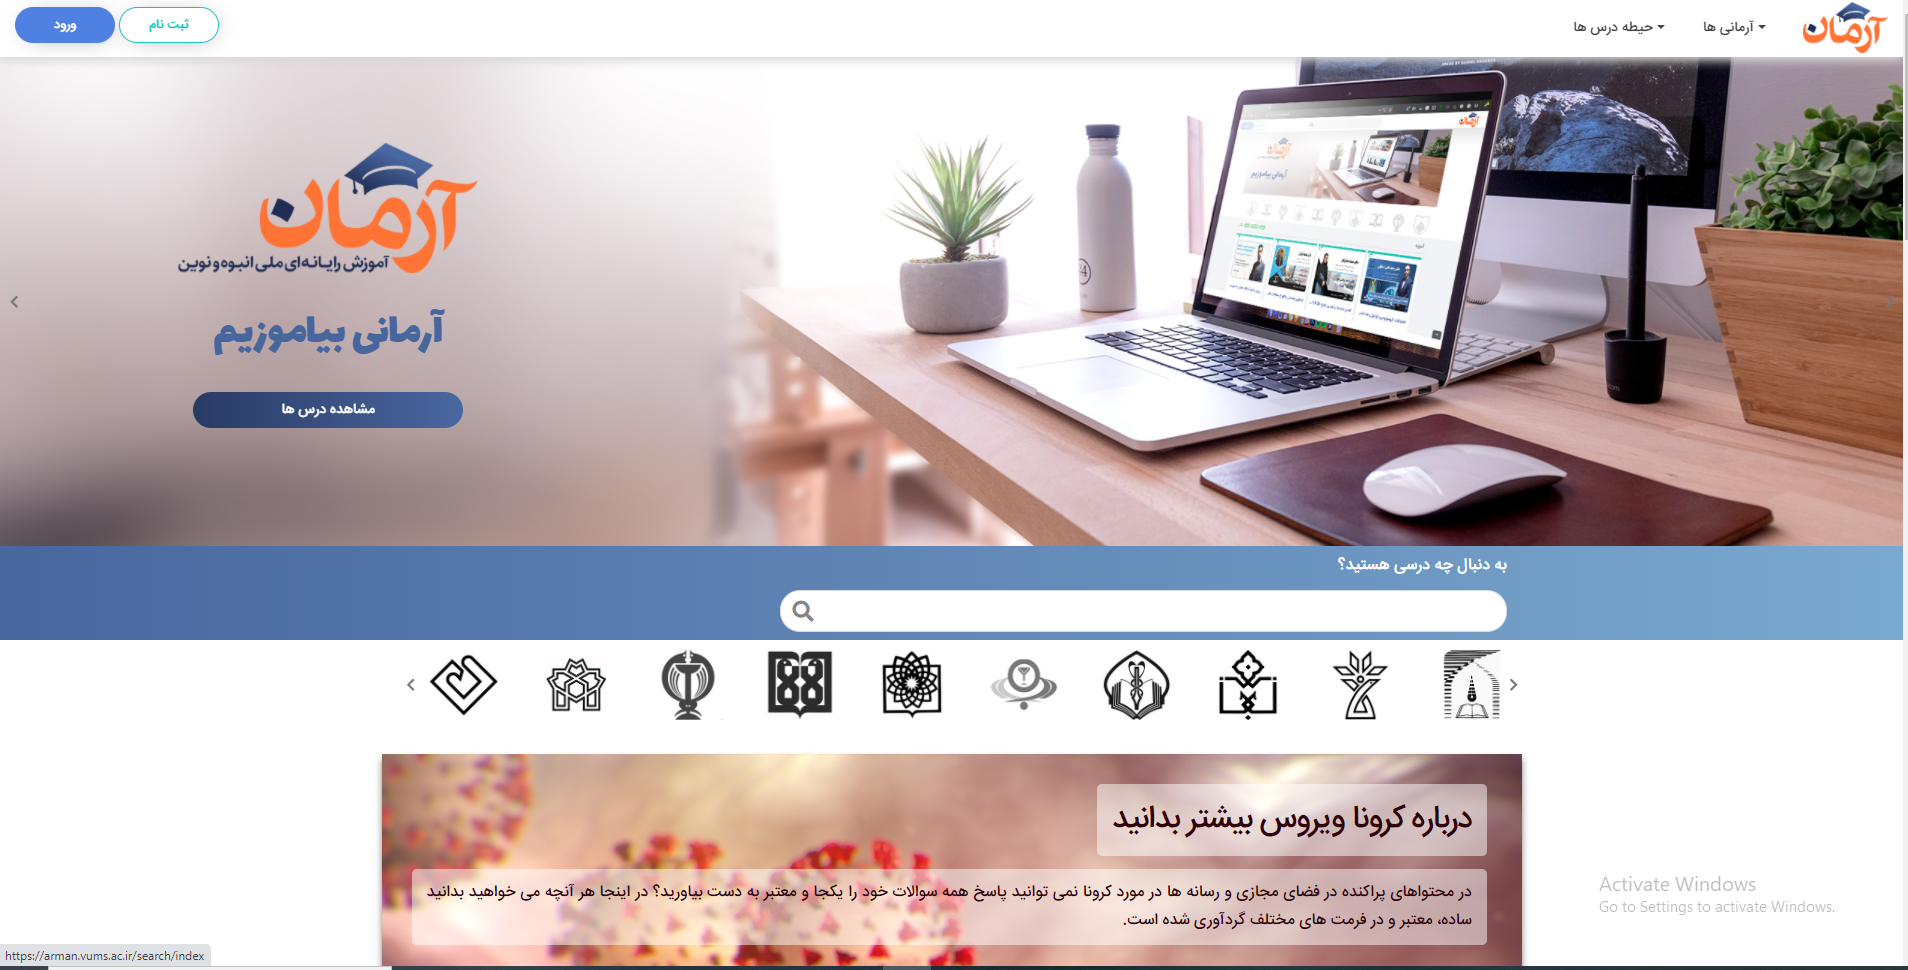 آرمان
آرمانی ها
حیطه درس ها
ثبت نام
ورود
آرمان
آموزش رایانه‌ای ملی انبوه و نوین
آرمانی بیاموزیم
مشاهده درس ها
آرمان
آرمان
آرمانی بیاموزیم
به دنبال چه درسی هستید؟
درباره کرونا ویروس بیشتر بدانید
در محتواهای پراکنده در فضای مجازی و رسانه ها در مورد کرونا نمی توانید پاسخ همه سوالات خود را یکجا و معتبر به دست بیاورید؟ در اینجا هر آنچه می خواهید بدانید
ساده، معتبر و در فرمت های مختلف گردآوری شده است.
Activate Windows
Go to Settings to activate Windows.
https://arman.vums.ac.ir/search/index